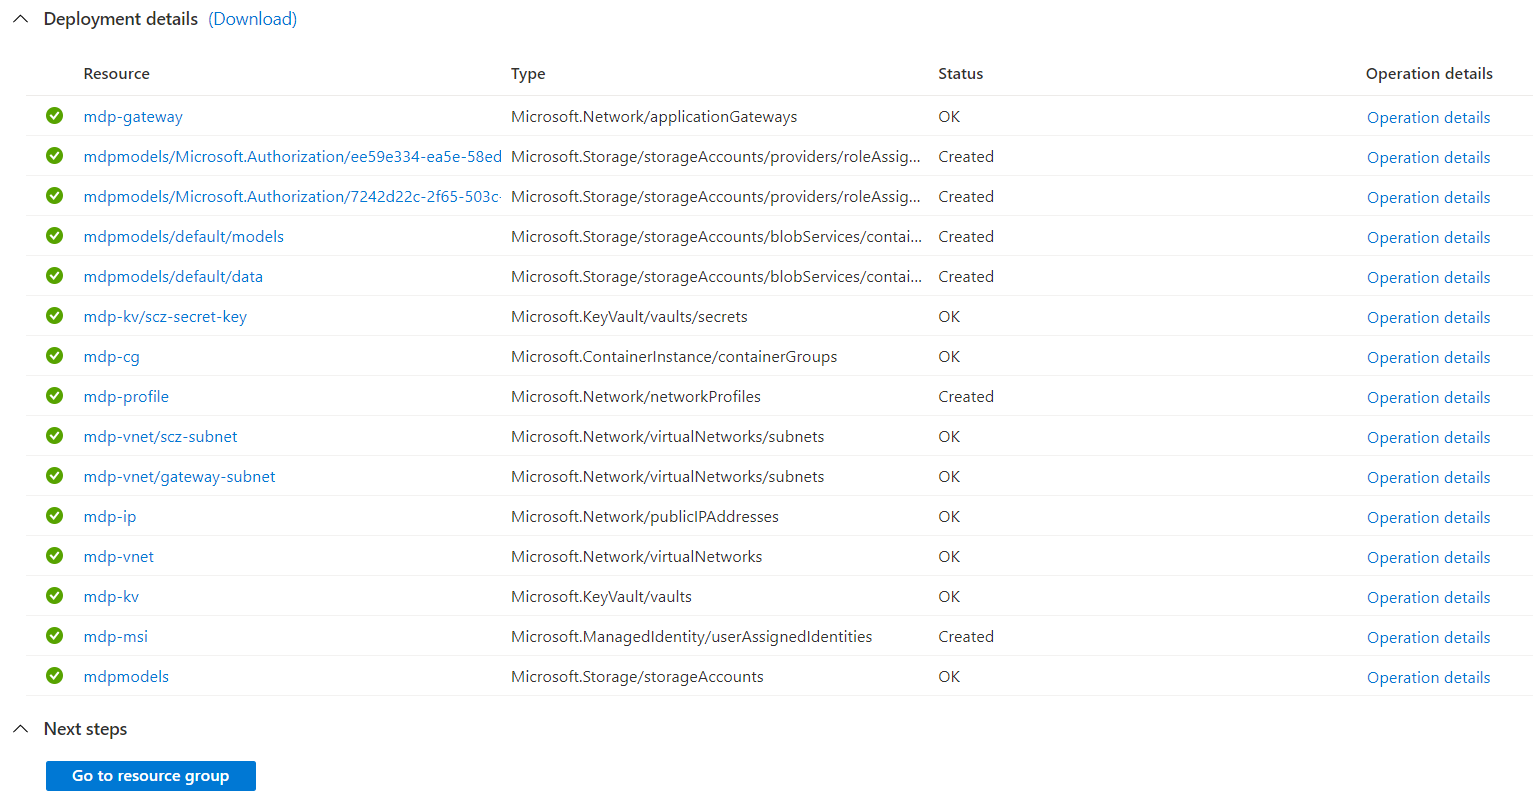 Deployment details (Download)
Resource Type Status Operation details
mdp-gateway Microsoft.Network/applicationGateways OK Operation details
mdpmodels/Microsoft.Authorization/ee59e334-ea5e-58ed Microsoft.Storage/storageAccounts/providers/roleAssig... Created Operation details
mdpmodels/Microsoft.Authorization/7242d22c-2f65-503c- Microsoft.Storage/storageAccounts/providers/roleAssig... Created Operation details
mdpmodels/default/models Microsoft.Storage/storageAccounts/blobServices/contai... Created Operation details
mdpmodels/default/data Microsoft.Storage/storageAccounts/blobServices/contai... Created Operation details
mdp-kv/scz-secret-key Microsoft.KeyVault/vaults/secrets OK Operation details
mdp-cg Microsoft.ContainerInstance/containerGroups OK Operation details
mdp-profile Microsoft.Network/networkProfiles Created Operation details
mdp-vnet/scz-subnet Microsoft.Network/virtualNetworks/subnets OK Operation details
mdp-vnet/gateway-subnet Microsoft.Network/virtualNetworks/subnets OK Operation details
mdp-ip Microsoft.Network/publicIPAddresses OK Operation details
mdp-vnet Microsoft.Network/virtualNetworks OK Operation details
mdp-kv Microsoft.KeyVault/vaults OK Operation details
mdp-msi Microsoft.ManagedIdentity/userAssignedIdentities Created Operation details
mdpmodels Microsoft.Storage/storageAccounts OK Operation details
Next steps
Go to resource group